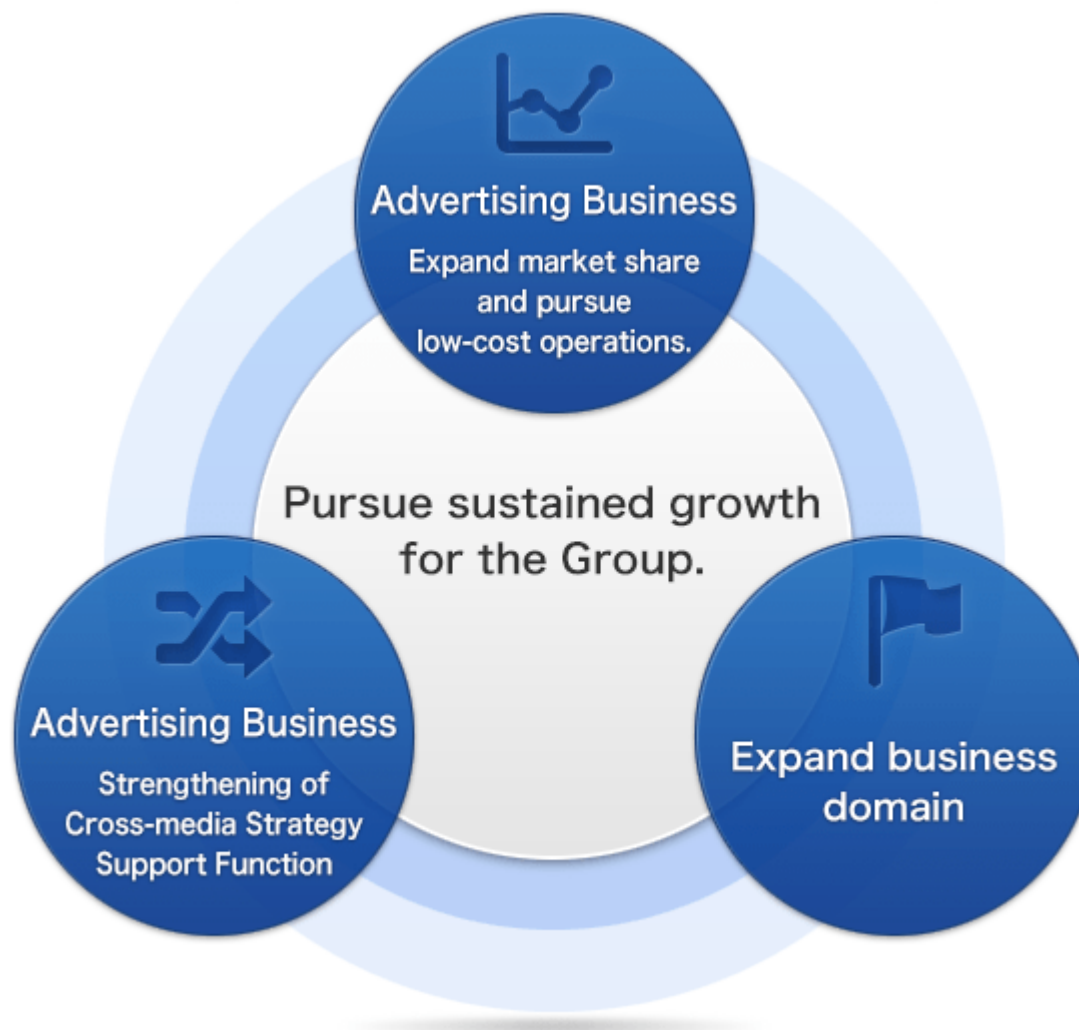 Advertising Business
Expand market share
and pursue
low-cost operations.
Pursue sustained growth
for the Group.
Advertising Business
Strengthening of
Cross-media Strategy
Support Function
Expand business
domain